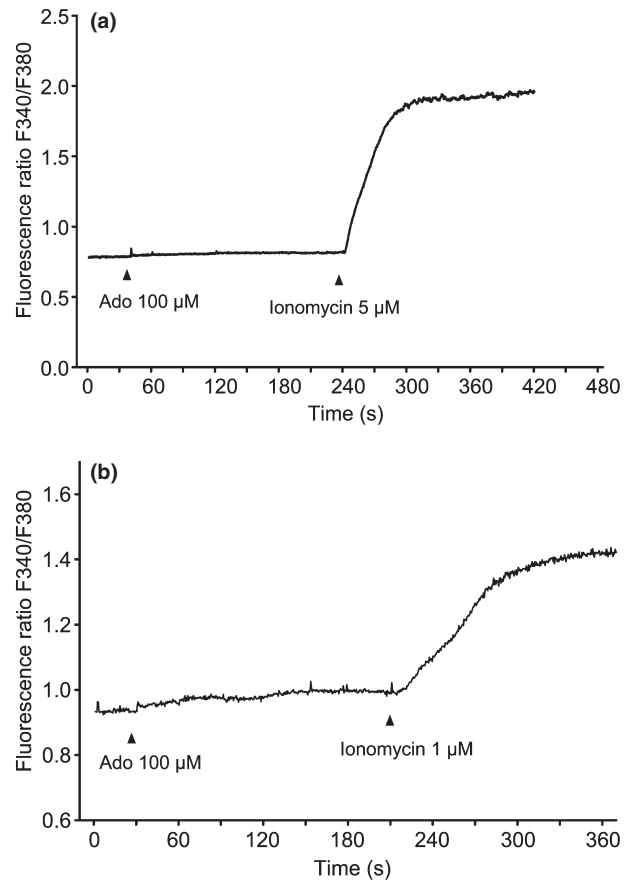 (a)
Fluorescence ratio F340/F380
2.5
2.0
1.5
1.0
0.5
0.0
Ado 100 µM
Ionomycin 5 µM
0 60 120 180 240 300 360 420 480
Time (s)
(b)
Fluorescence ratio F340/F380
1.6
1.4
1.2
1.0
0.8
0.6
Ado 100 µM
Ionomycin 1 µM
0 60 120 180 240 300 360
Time (s)